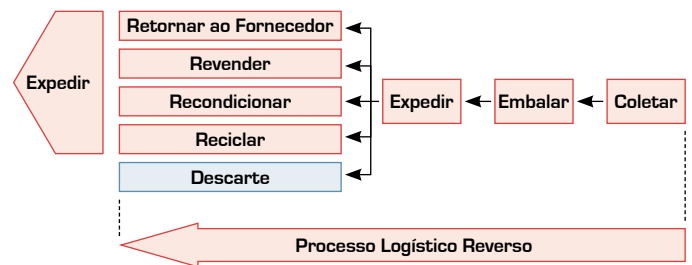 Retornar ao Fornecedor
Revender
Expedir
Recondicionar
Expedir
Embalar
Coletar
Reciclar
Descarte
Processo Logístico Reverso